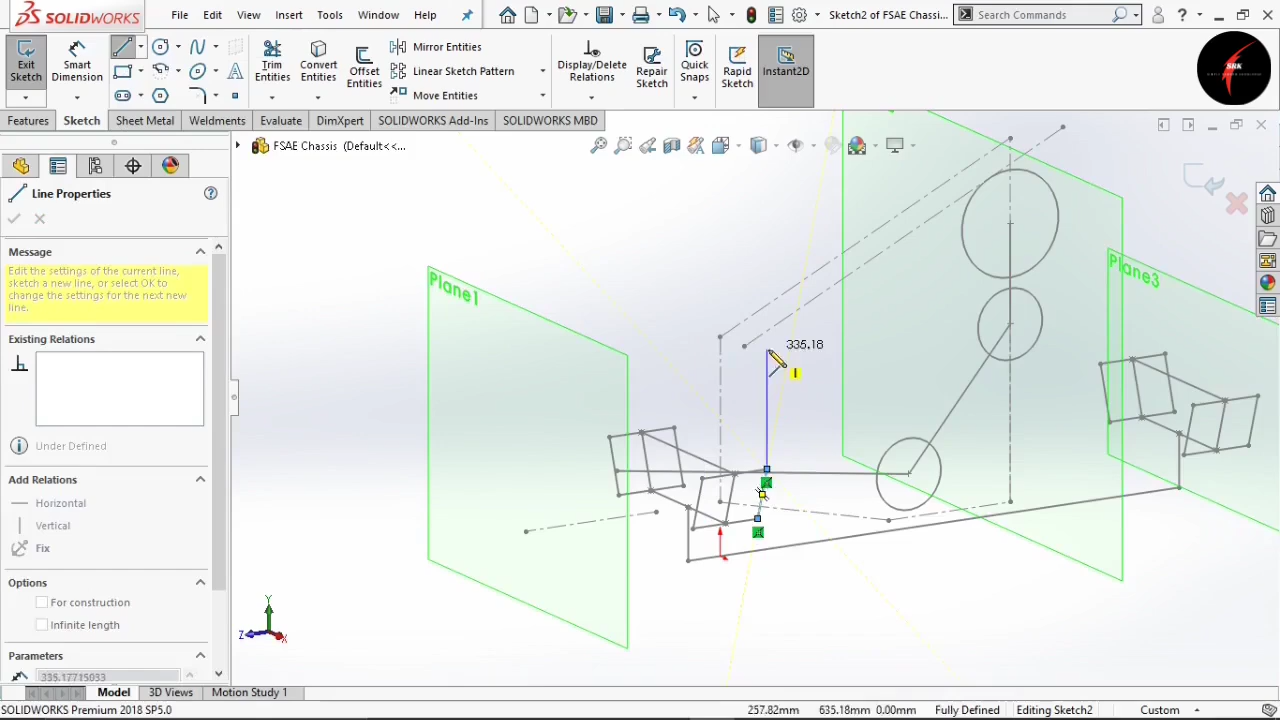 SOLIDWORKS File Edit View Insert Tools Window Help Sketch2 of FSAE Chassi... Search Commands
Exit Sketch
Smart Dimension
Trim Entities
Convert Entities
Offset Entities
Mirror Entities
Linear Sketch Pattern
Move Entities
Display/Delete Relations
Repair Sketch
Quick Snaps
Rapid Sketch
Instant2D
SRK
Features Sketch Sheet Metal Weldments Evaluate DimXpert SOLIDWORKS Add-Ins SOLIDWORKS MBD
FSAE Chassis (Default<<...
Line Properties
Message
Edit the settings of the current line,
sketch a new line, or select OK to
change the settings for the next new
line.
Existing Relations
Under Defined
Add Relations
Horizontal
Vertical
Fix
Options
For construction
Infinite length
Parameters
335.17715033
Plane1
Plane3
335.18
Y
Z
X
Model 3D Views Motion Study 1
SOLIDWORKS Premium 2018 SP5.0 257.82mm 635.18mm 0.00mm Fully Defined Editing Sketch2 Custom